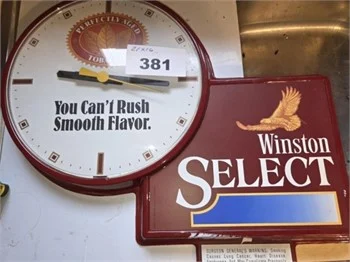 PERFECTLY AGED
TOBACCO
381
You Can't Rush
Smooth Flavor.
Winston
SELECT
SURGEON GENERAL'S WARNING: Smoking
Causes Lung Cancer, Heart Disease,